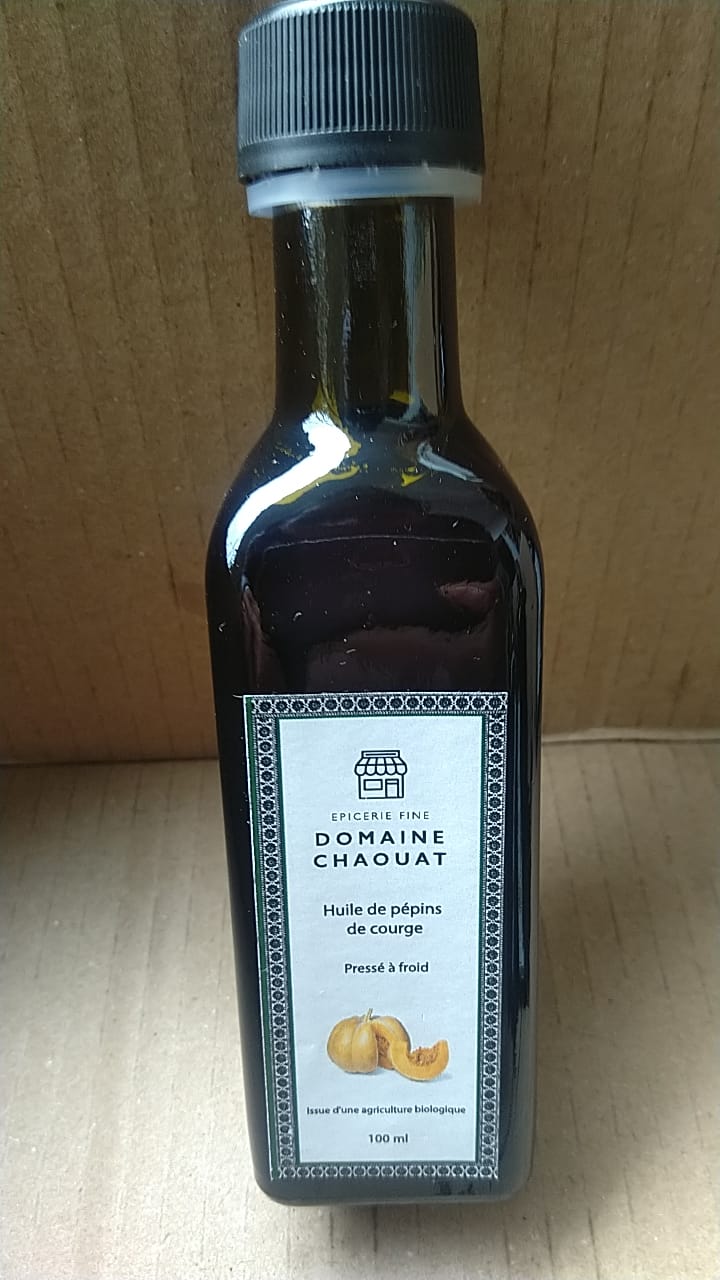 EPICERIE FINE
DOMAINE
CHAOUAT
Huile de pépins
de courge
Pressé à froid
Issue d'une agriculture biologique
100 ml